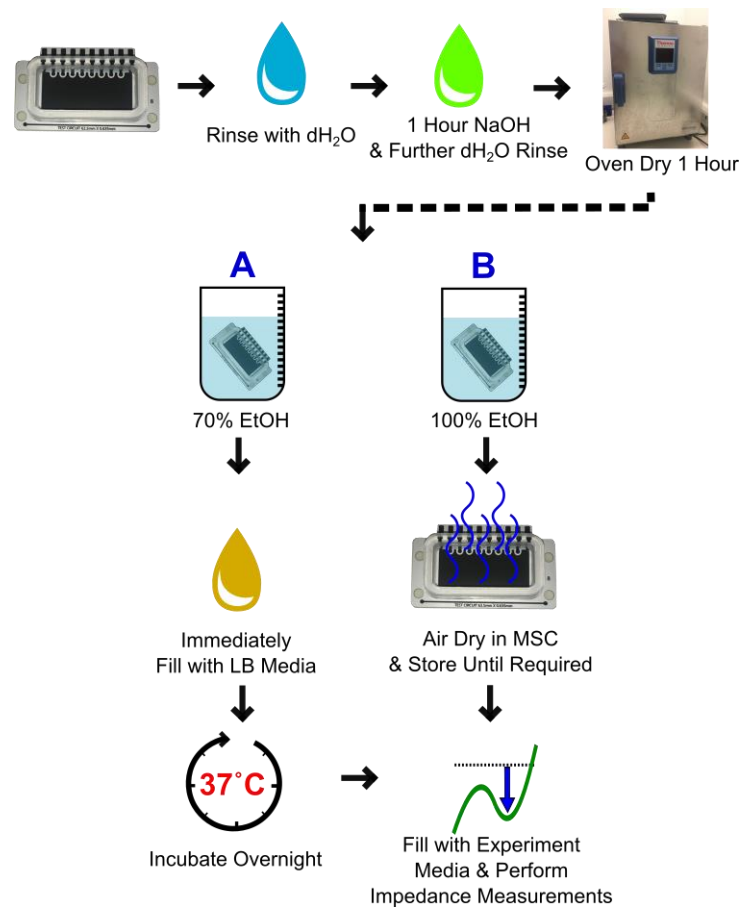 Rinse with dH₂O
1 Hour NaOH
& Further dH₂O Rinse
Oven Dry 1 Hour
A
B
70% EtOH
100% EtOH
Immediately
Fill with LB Media
Air Dry in MSC
& Store Until Required
37°C
Incubate Overnight
Fill with Experiment
Media & Perform
Impedance Measurements